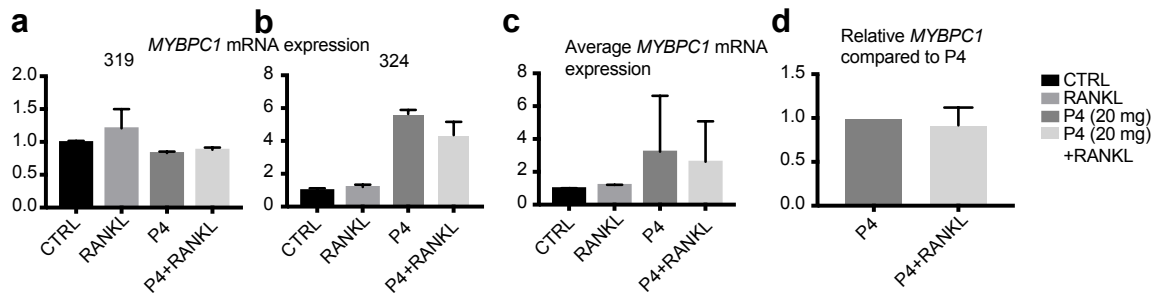 a
b
c
d
MYBPC1 mRNA expression
319
324
Average MYBPC1 mRNA
expression
Relative MYBPC1
compared to P4
2.0
1.5
1.0
0.5
0.0
CTRL
RANKL
P4
P4+RANKL
8
6
4
2
0
CTRL
RANKL
P4
P4+RANKL
8
6
4
2
0
CTRL
RANKL
P4
P4+RANKL
1.5
1.0
0.5
0.0
P4
P4+RANKL
CTRL
RANKL
P4 (20 mg)
P4 (20 mg)
+RANKL